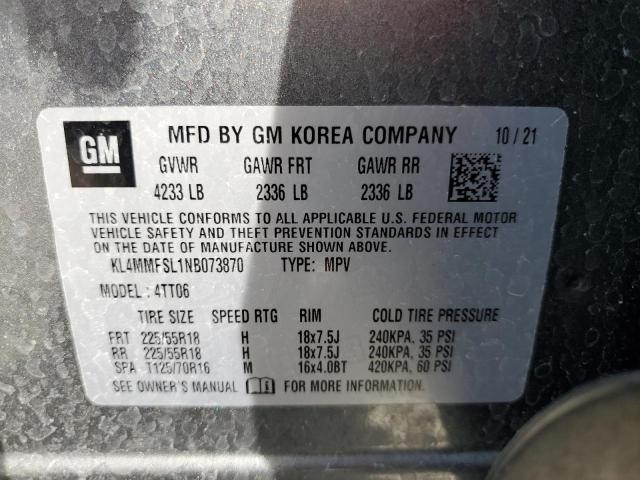 GM MFD BY GM KOREA COMPANY 10/21
GVWR GAWR FRT GAWR RR
4233 LB 2336 LB 2336 LB
THIS VEHICLE CONFORMS TO ALL APPLICABLE U.S. FEDERAL MOTOR
VEHICLE SAFETY AND THEFT PREVENTION STANDARDS IN EFFECT
ON THE DATE OF MANUFACTURE SHOWN ABOVE.
KL4MMFSL1NB073870 TYPE: MPV
MODEL: 4TT06
TIRE SIZE SPEED RTG RIM COLD TIRE PRESSURE
FRT 225/55R18 H 18x7.5J 240KPA, 35 PSI
RR 225/55R18 H 18x7.5J 240KPA, 35 PSI
SPA T125/70R16 M 16x4.0BT 420KPA, 60 PSI
SEE OWNER'S MANUAL FOR MORE INFORMATION.